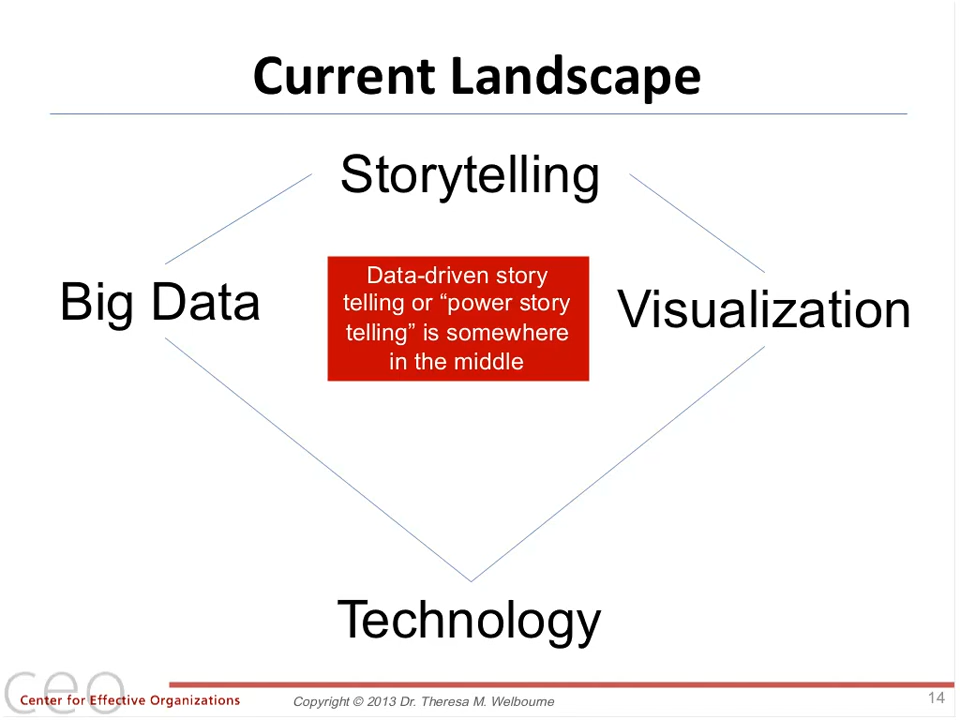 Current Landscape
Storytelling
Big Data
Data-driven story
telling or “power story
telling” is somewhere
in the middle
Visualization
Technology
ceo
Center for Effective Organizations
Copyright © 2013 Dr. Theresa M. Welbourne
14